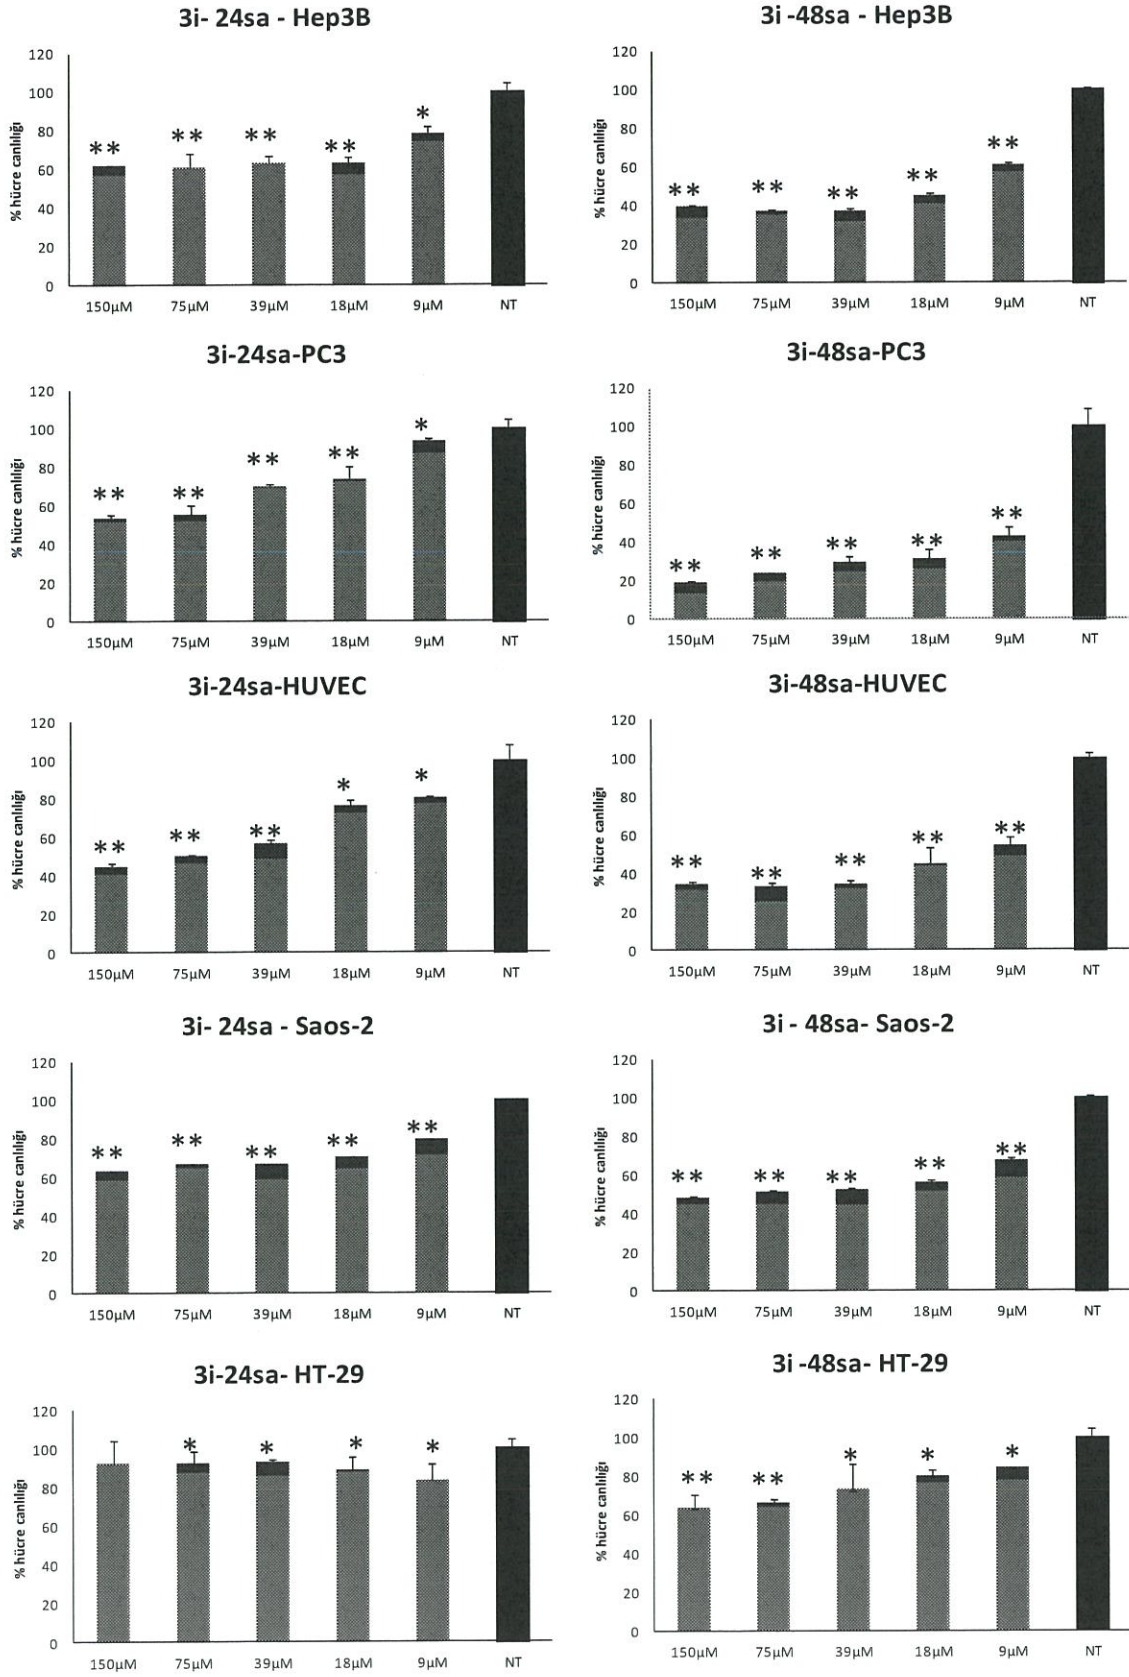 3i- 24sa - Hep3B
% hücre canlılığı
120
100
80
60
40
20
0
** ** ** ** *
150µM 75µM 39µM 18µM 9µM NT
3i -48sa - Hep3B
% hücre canlılığı
120
100
80
60
40
20
0
** ** ** ** **
150µM 75µM 39µM 18µM 9µM NT
3i-24sa-PC3
% hücre canlılığı
120
100
80
60
40
20
0
** ** ** ** *
150µM 75µM 39µM 18µM 9µM NT
3i-48sa-PC3
% hücre canlılığı
120
100
80
60
40
20
0
** ** ** ** **
150µM 75µM 39µM 18µM 9µM NT
3i-24sa-HUVEC
% hücre canlılığı
120
100
80
60
40
20
0
** ** ** * *
150µM 75µM 39µM 18µM 9µM NT
3i-48sa-HUVEC
% hücre canlılığı
120
100
80
60
40
20
0
** ** ** ** **
150µM 75µM 39µM 18µM 9µM NT
3i- 24sa - Saos-2
% hücre canlılığı
120
100
80
60
40
20
0
** ** ** ** **
150µM 75µM 39µM 18µM 9µM NT
3i - 48sa- Saos-2
% hücre canlılığı
120
100
80
60
40
20
0
** ** ** ** **
150µM 75µM 39µM 18µM 9µM NT
3i-24sa- HT-29
% hücre canlılığı
120
100
80
60
40
20
0
* * * *
150µM 75µM 39µM 18µM 9µM NT
3i -48sa- HT-29
% hücre canlılığı
120
100
80
60
40
20
0
** ** * * *
150µM 75µM 39µM 18µM 9µM NT